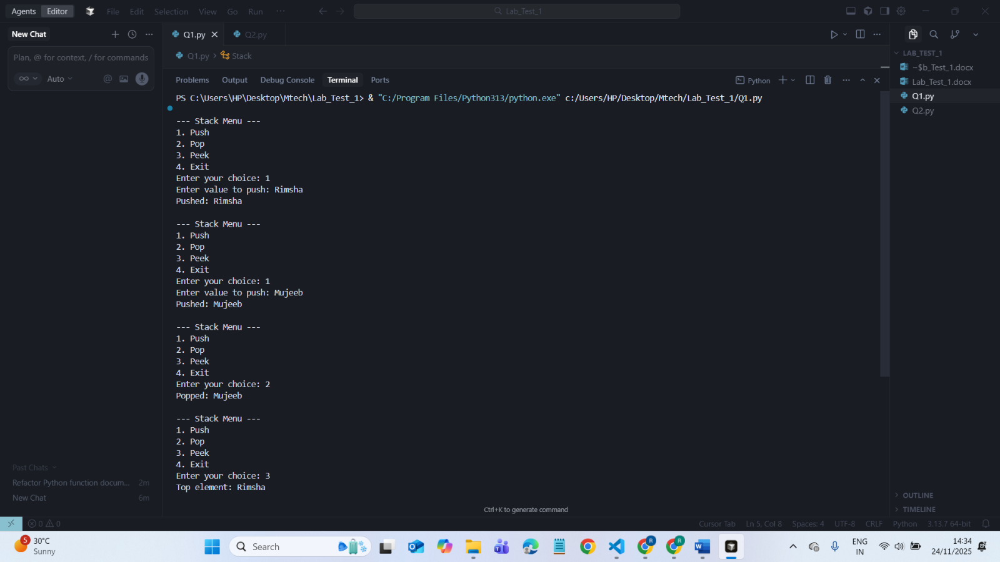 Agents Editor File Edit Selection View Go Run ··· Lab_Test_1
New Chat
Plan, @ for context, / for commands
Auto
Past Chats
Refactor Python function docum... 2m
New Chat 6m
Q1.py Q2.py
Q1.py > Stack
Problems Output Debug Console Terminal Ports Python
PS C:\Users\HP\Desktop\Mtech\Lab_Test_1> & "C:/Program Files/Python313/python.exe" c:/Users/HP/Desktop/Mtech/Lab_Test_1/Q1.py
--- Stack Menu ---
1. Push
2. Pop
3. Peek
4. Exit
Enter your choice: 1
Enter value to push: Rimsha
Pushed: Rimsha
--- Stack Menu ---
1. Push
2. Pop
3. Peek
4. Exit
Enter your choice: 1
Enter value to push: Mujeeb
Pushed: Mujeeb
--- Stack Menu ---
1. Push
2. Pop
3. Peek
4. Exit
Enter your choice: 2
Popped: Mujeeb
--- Stack Menu ---
1. Push
2. Pop
3. Peek
4. Exit
Enter your choice: 3
Top element: Rimsha
Ctrl+K to generate command
LAB_TEST_1
~$b_Test_1.docx
Lab_Test_1.docx
Q1.py
Q2.py
OUTLINE
TIMELINE
0 0 Cursor Tab Ln 5, Col 8 Spaces: 4 UTF-8 CRLF Python 3.13.7 64-bit
5 30°C
Sunny
Search
R R
ENG
IN
14:34
24/11/2025